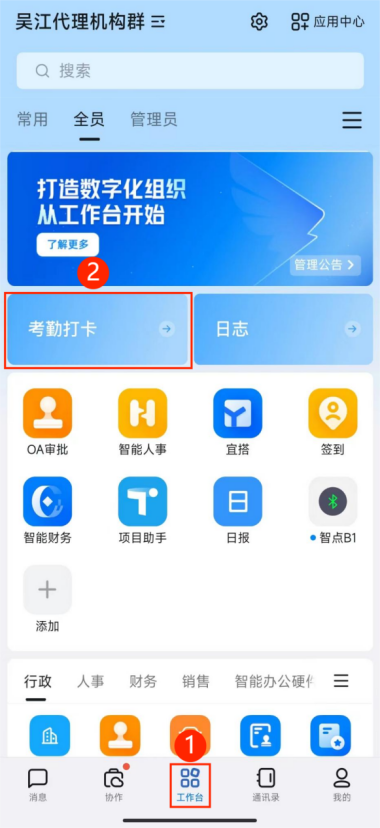 吴江代理机构群
应用中心
搜索
常用 全员 管理员
打造数字化组织
从工作台开始
了解更多
管理公告 >
2
考勤打卡
日志
OA审批 智能人事 宜搭 签到
智能财务 项目助手 日报 智点B1
添加
行政 人事 财务 销售 智能办公硬件
1
消息 协作 工作台 通讯录 我的